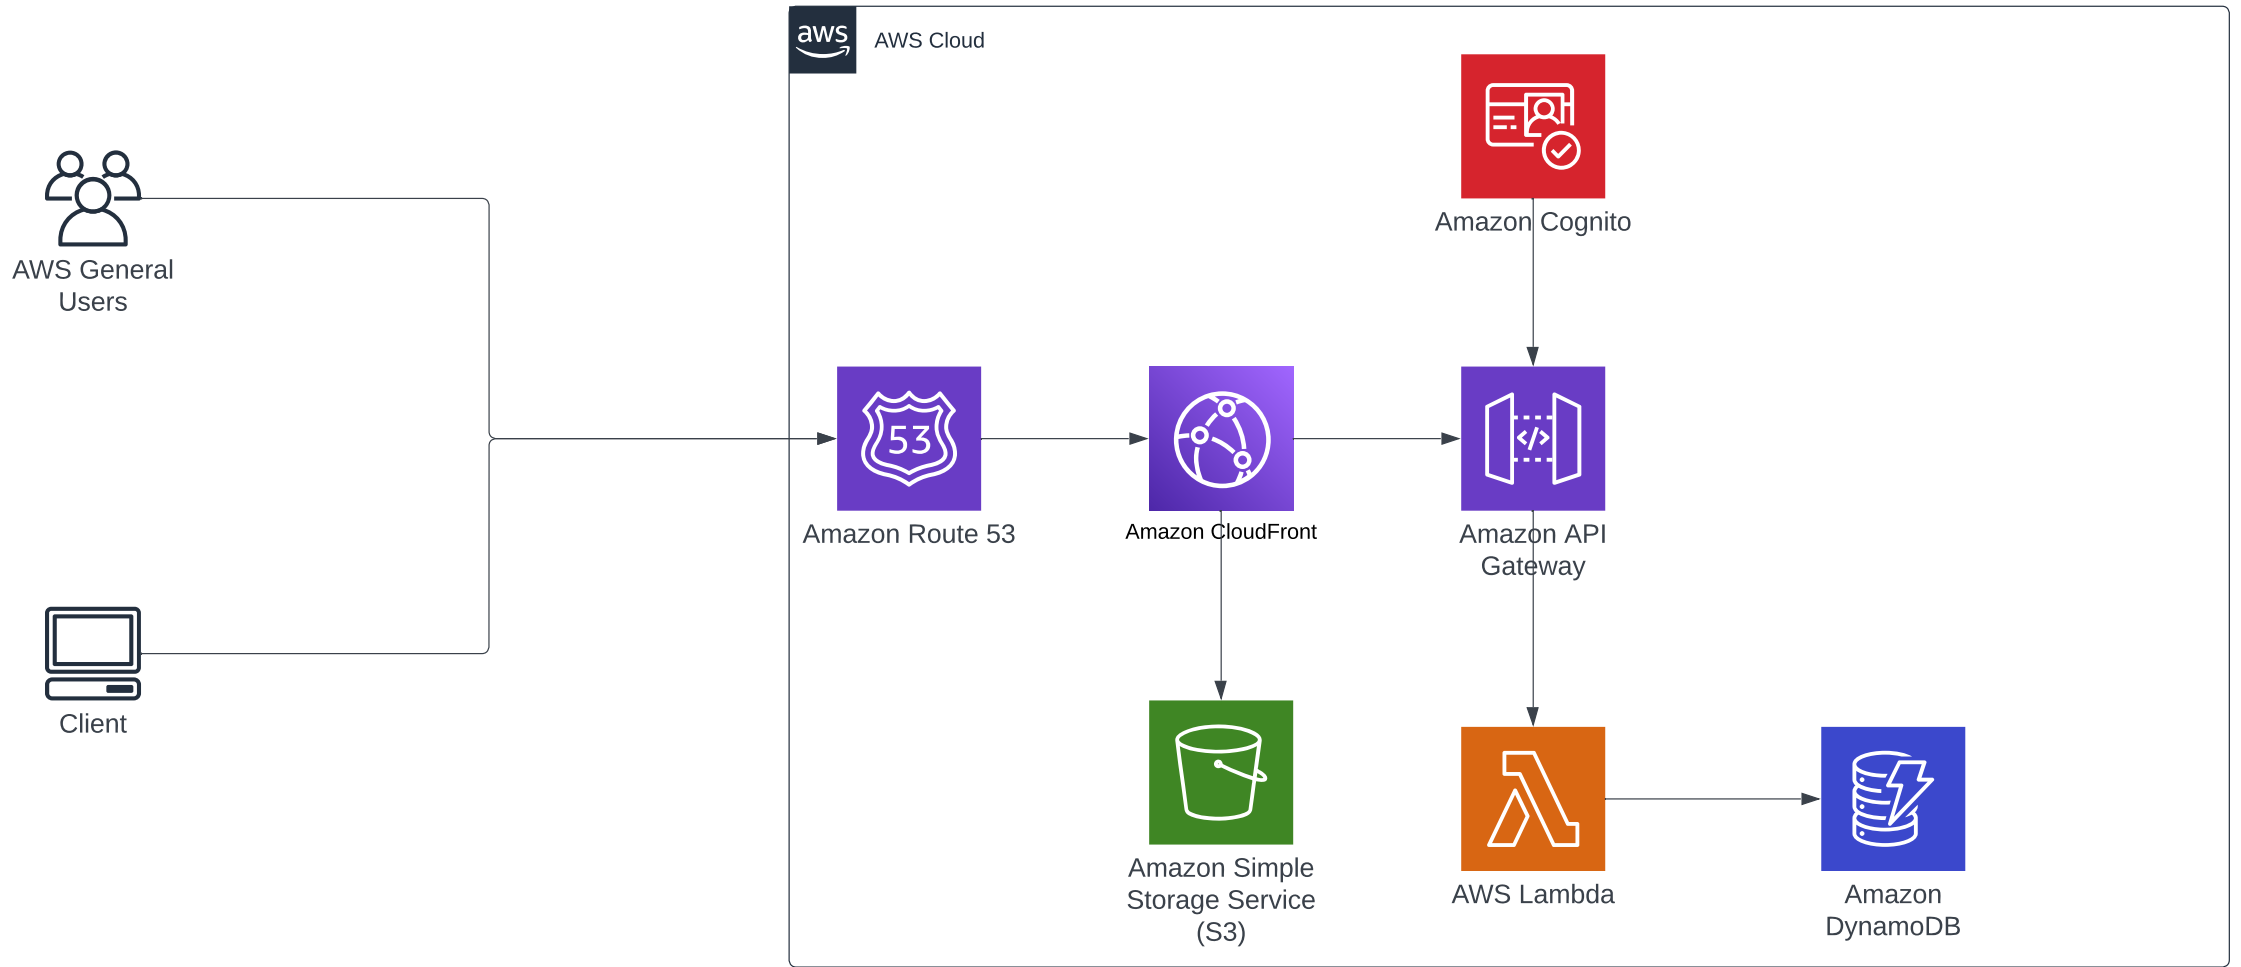 aws
AWS Cloud
Amazon Cognito
AWS General
Users
53
Amazon Route 53
Amazon CloudFront
</>
Amazon API
Gateway
Client
Amazon Simple
Storage Service
(S3)
AWS Lambda
Amazon
DynamoDB